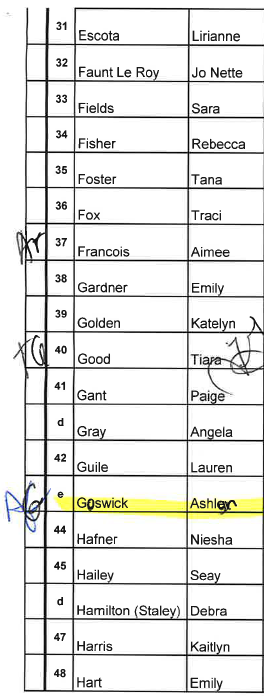 31 Escota Lirianne
32 Faunt Le Roy Jo Nette
33 Fields Sara
34 Fisher Rebecca
35 Foster Tana
36 Fox Traci
37 Francois Aimee
38 Gardner Emily
39 Golden Katelyn
40 Good Tiara
41 Gant Paige
d Gray Angela
42 Guile Lauren
e Goswick
44 Hafner Niesha
45 Hailey Seay
d Hamilton (Staley) Debra
47 Harris Kaitlyn
48 Hart Emily